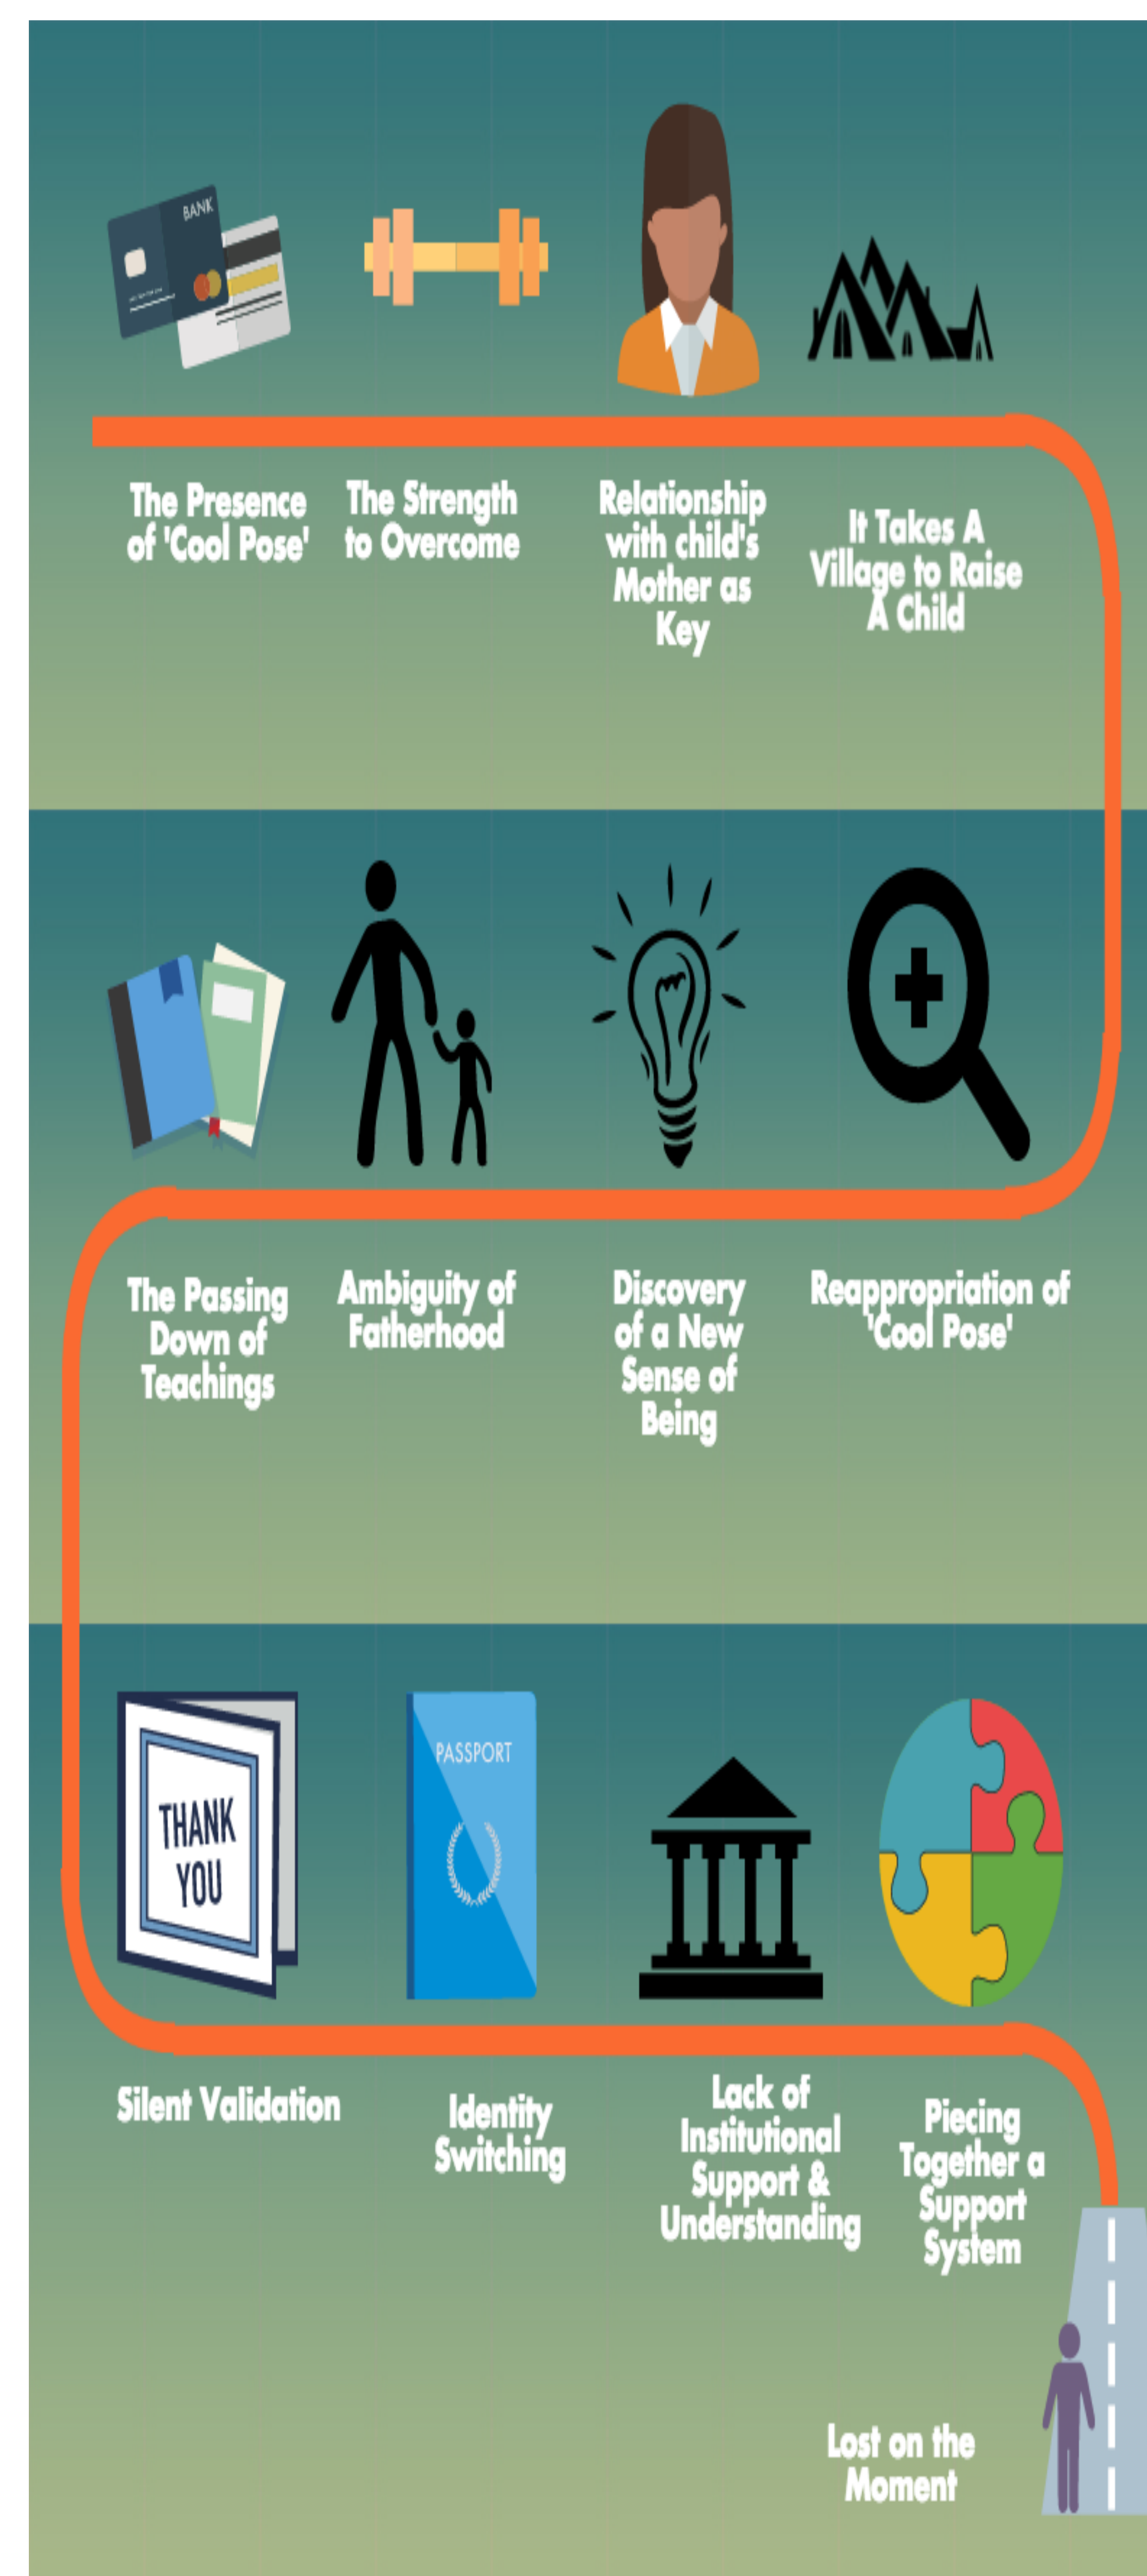 BANK
The Presence
of 'Cool Pose'
The Strength
to Overcome
Relationship
with child's
Mother as
Key
It Takes A
Village to Raise
A Child
The Passing
Down of
Teachings
Ambiguity of
Fatherhood
Discovery
of a New
Sense of
Being
Reappropriation of
'Cool Pose'
THANK
YOU
PASSPORT
Silent Validation
Identity
Switching
Lack of
Institutional
Support &
Understanding
Piecing
Together a
Support
System
Lost on the
Moment